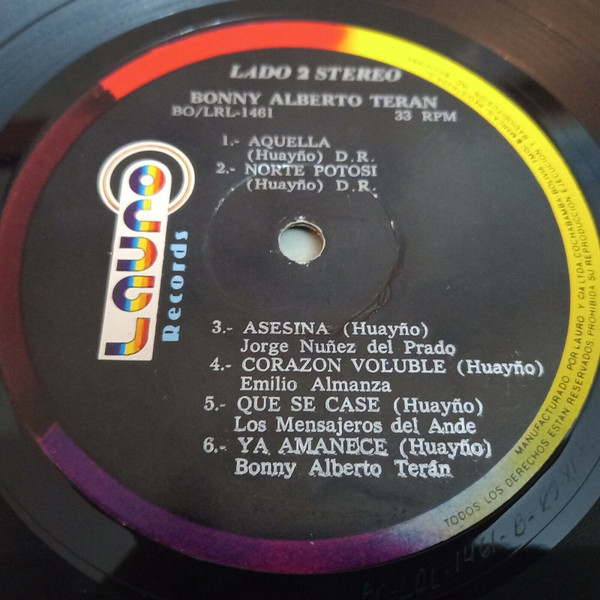 LADO 2 STEREO
BONNY ALBERTO TERAN
BO/LRL-1461 33 RPM
1.- AQUELLA
(Huayño) D.R.
2.- NORTE POTOSI
(Huayño) D.R.
Lauro
Records
3.- ASESINA (Huayño)
Jorge Nuñez del Prado
4.- CORAZON VOLUBLE (Huayño)
Emilio Almanza
5.- QUE SE CASE (Huayño)
Los Mensajeros del Ande
6.- YA AMANECE (Huayño)
Bonny Alberto Terán
MANUFACTURADO POR LAURO Y CIA LTDA. COCHABAMBA BOLIVIA
TODOS LOS DERECHOS ESTAN RESERVADOS. PROHIBIDA SU REPRODUCCION